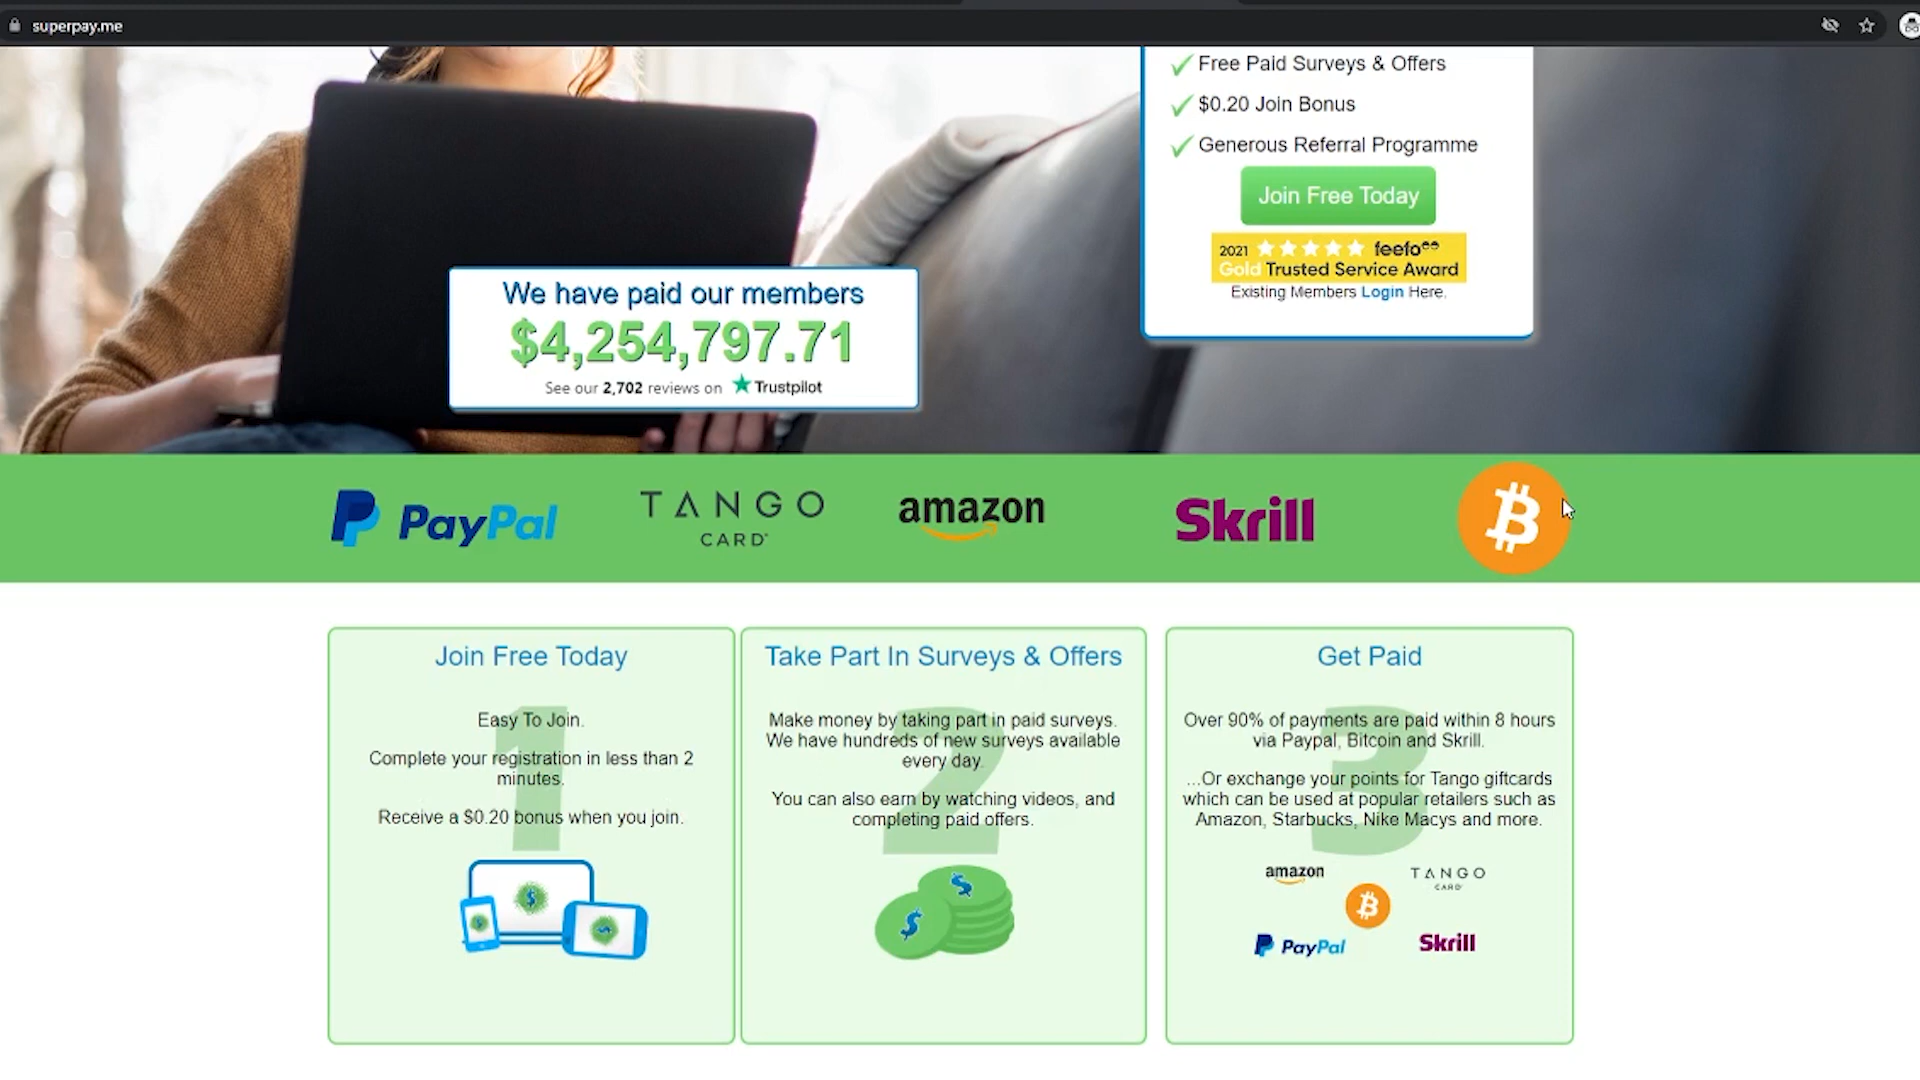 superpay.me
Free Paid Surveys & Offers
$0.20 Join Bonus
Generous Referral Programme
Join Free Today
2021 feefo
Gold Trusted Service Award
Existing Members Login Here.
We have paid our members
$4,254,797.71
See our 2,702 reviews on Trustpilot
PayPal
TANGO
CARD
amazon
Skrill
Join Free Today
1
Easy To Join.
Complete your registration in less than 2
minutes.
Receive a $0.20 bonus when you join.
Take Part In Surveys & Offers
2
Make money by taking part in paid surveys.
We have hundreds of new surveys available
every day.
You can also earn by watching videos, and
completing paid offers.
Get Paid
3
Over 90% of payments are paid within 8 hours
via Paypal, Bitcoin and Skrill.
...Or exchange your points for Tango giftcards
which can be used at popular retailers such as
Amazon, Starbucks, Nike Macys and more.
amazon
TANGO
CARD
PayPal
Skrill